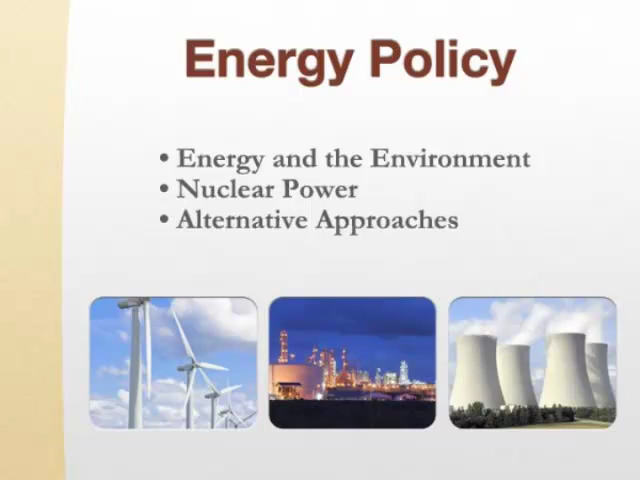 Energy Policy
• Energy and the Environment
• Nuclear Power
• Alternative Approaches